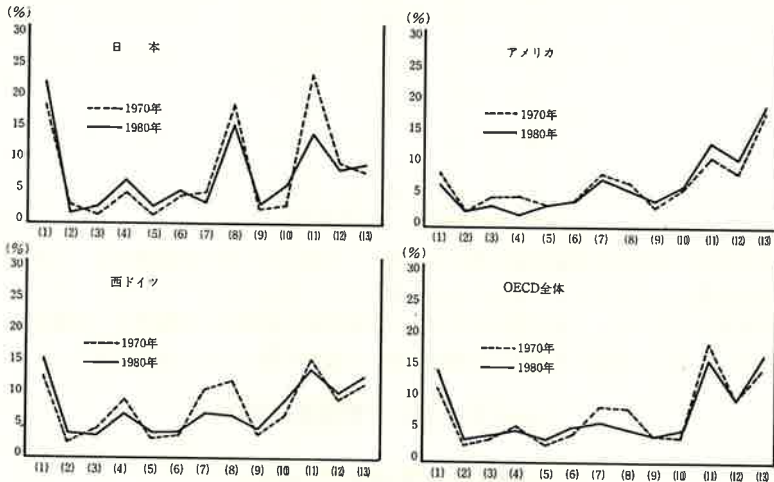 (%)
30
25
20
15
10
5
0
日 本
---- 1970年
— 1980年
(1) (2) (3) (4) (5) (6) (7) (8) (9) (10) (11) (12) (13)
(%)
30
25
20
15
10
5
0
アメリカ
---- 1970年
— 1980年
(1) (2) (3) (4) (5) (6) (7) (8) (9) (10) (11) (12) (13)
(%)
30
25
20
15
10
5
0
西ドイツ
---- 1970年
— 1980年
(1) (2) (3) (4) (5) (6) (7) (8) (9) (10) (11) (12) (13)
(%)
30
25
20
15
10
5
0
OECD全体
---- 1970年
— 1980年
(1) (2) (3) (4) (5) (6) (7) (8) (9) (10) (11) (12) (13)